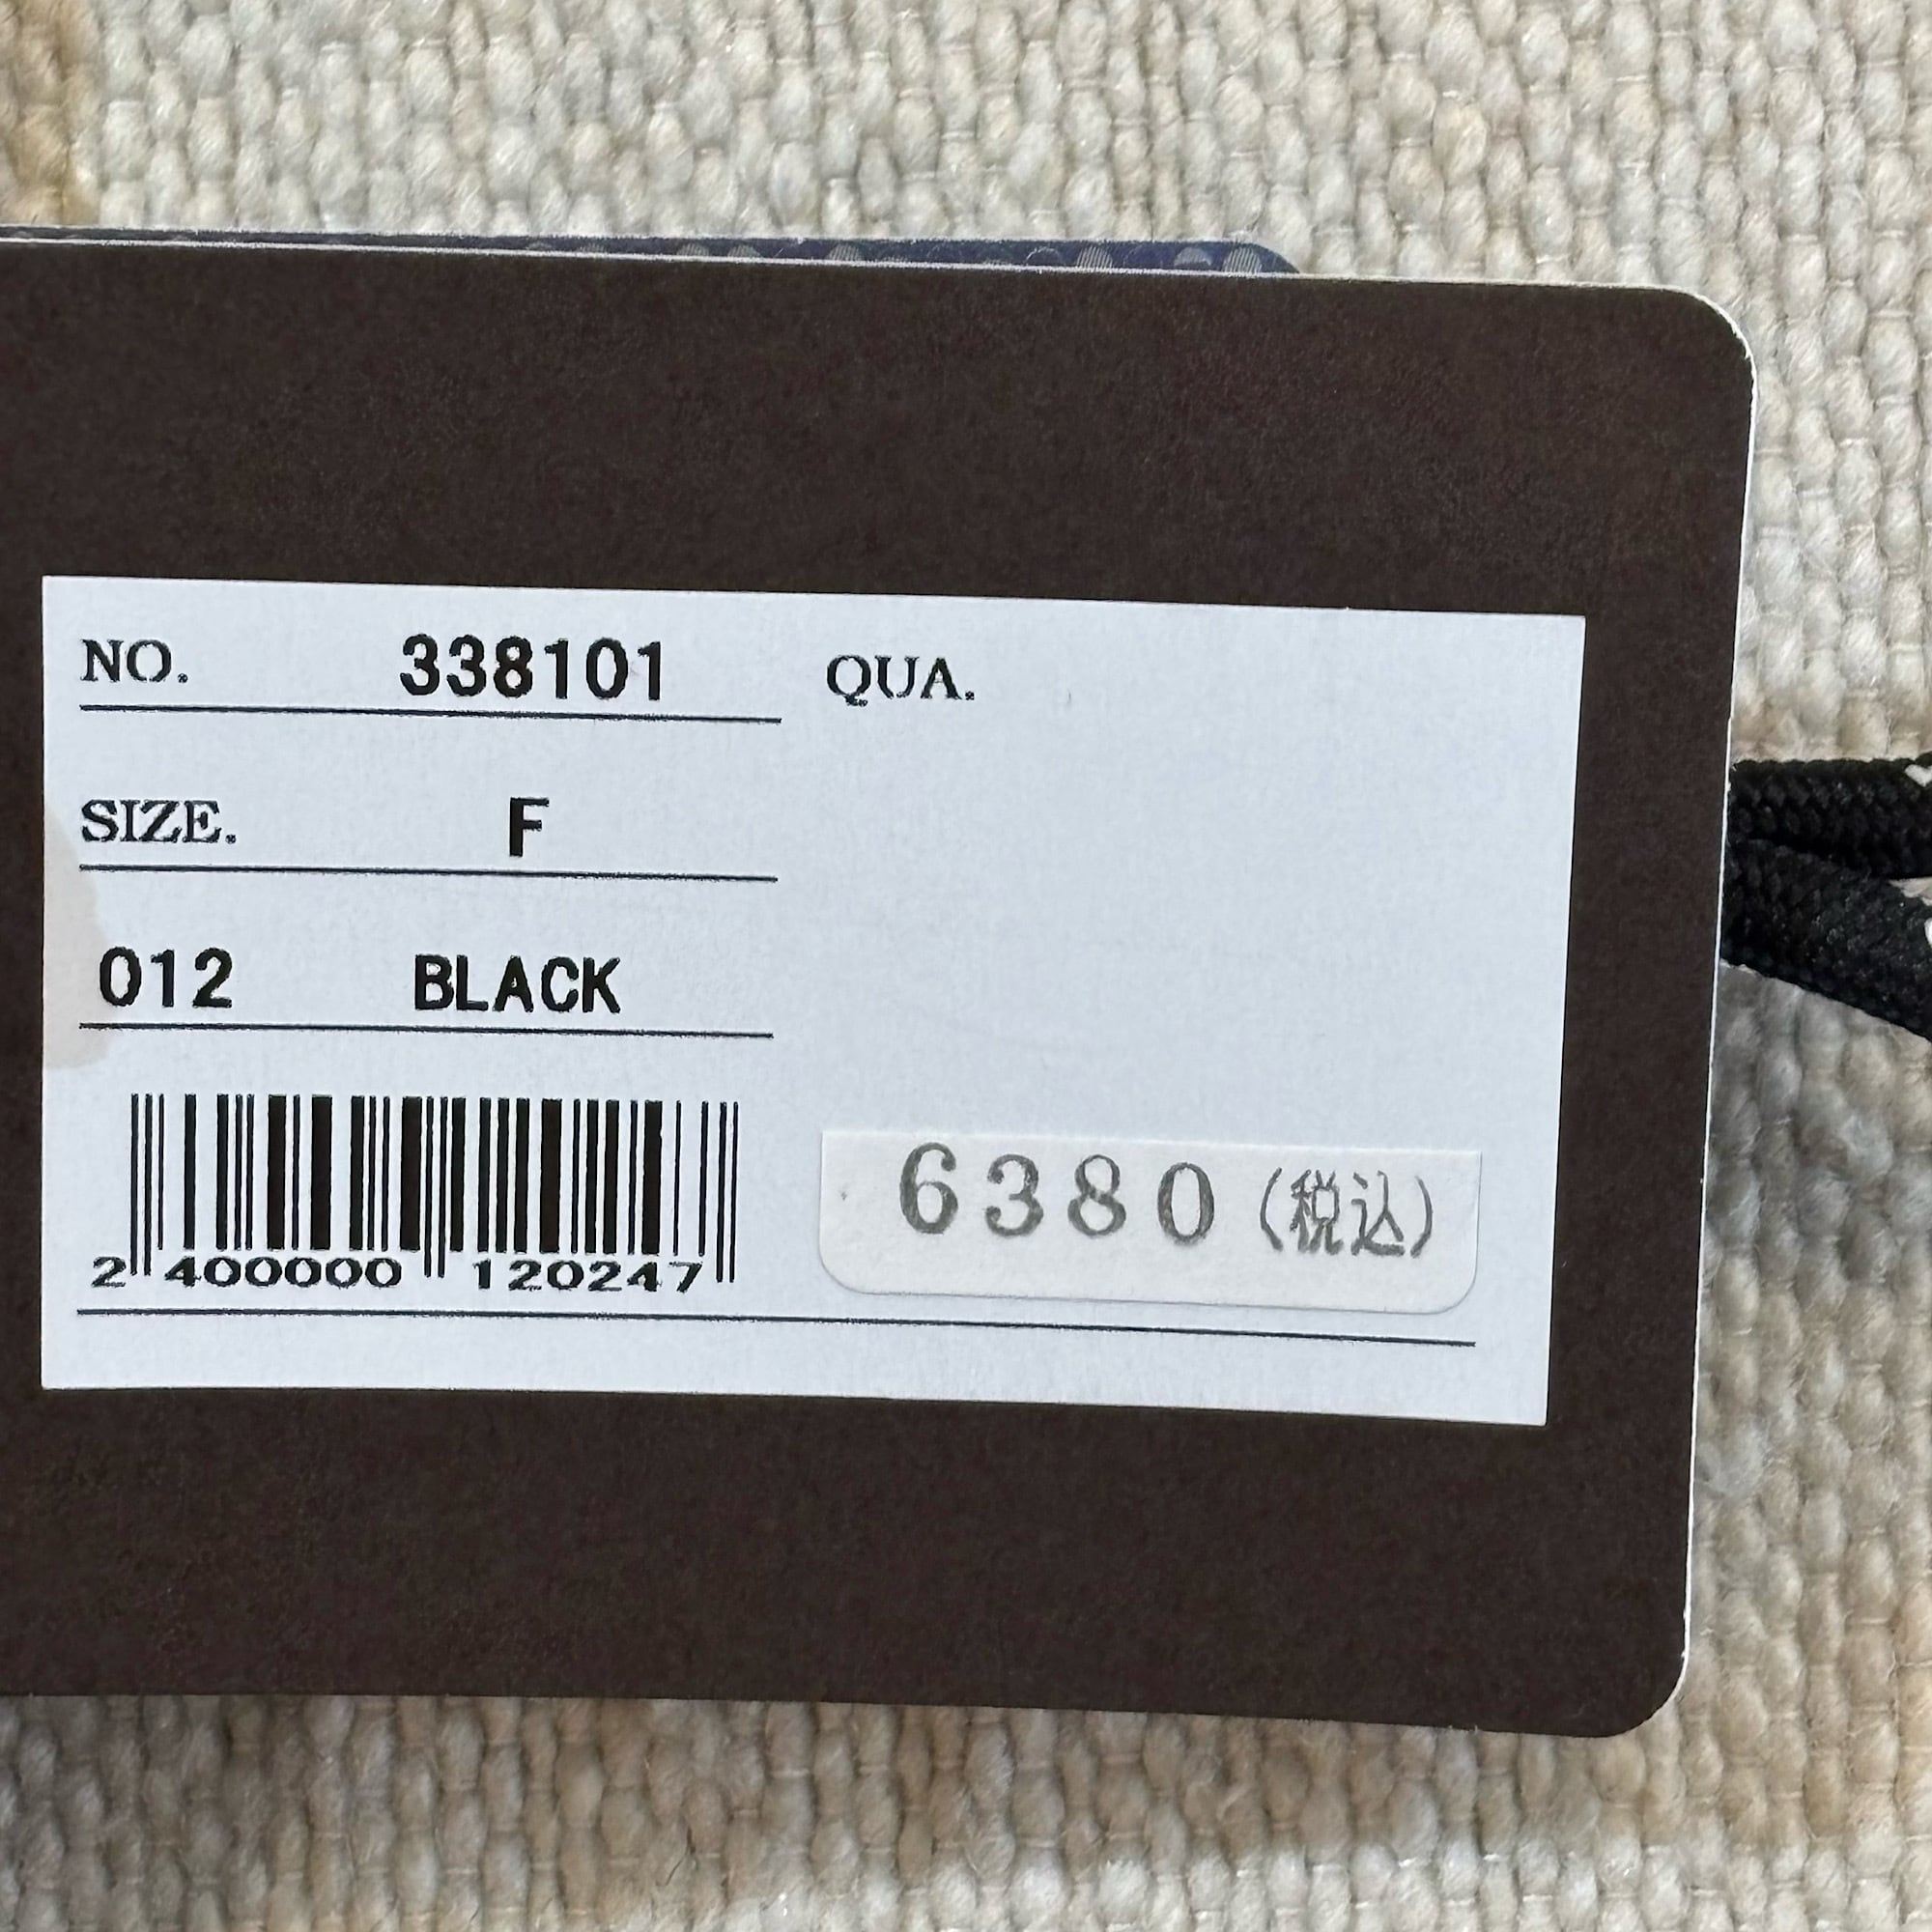 NO. 338101 QUA.
SIZE. F
012 BLACK
2 400000 120247
6380 (税込)